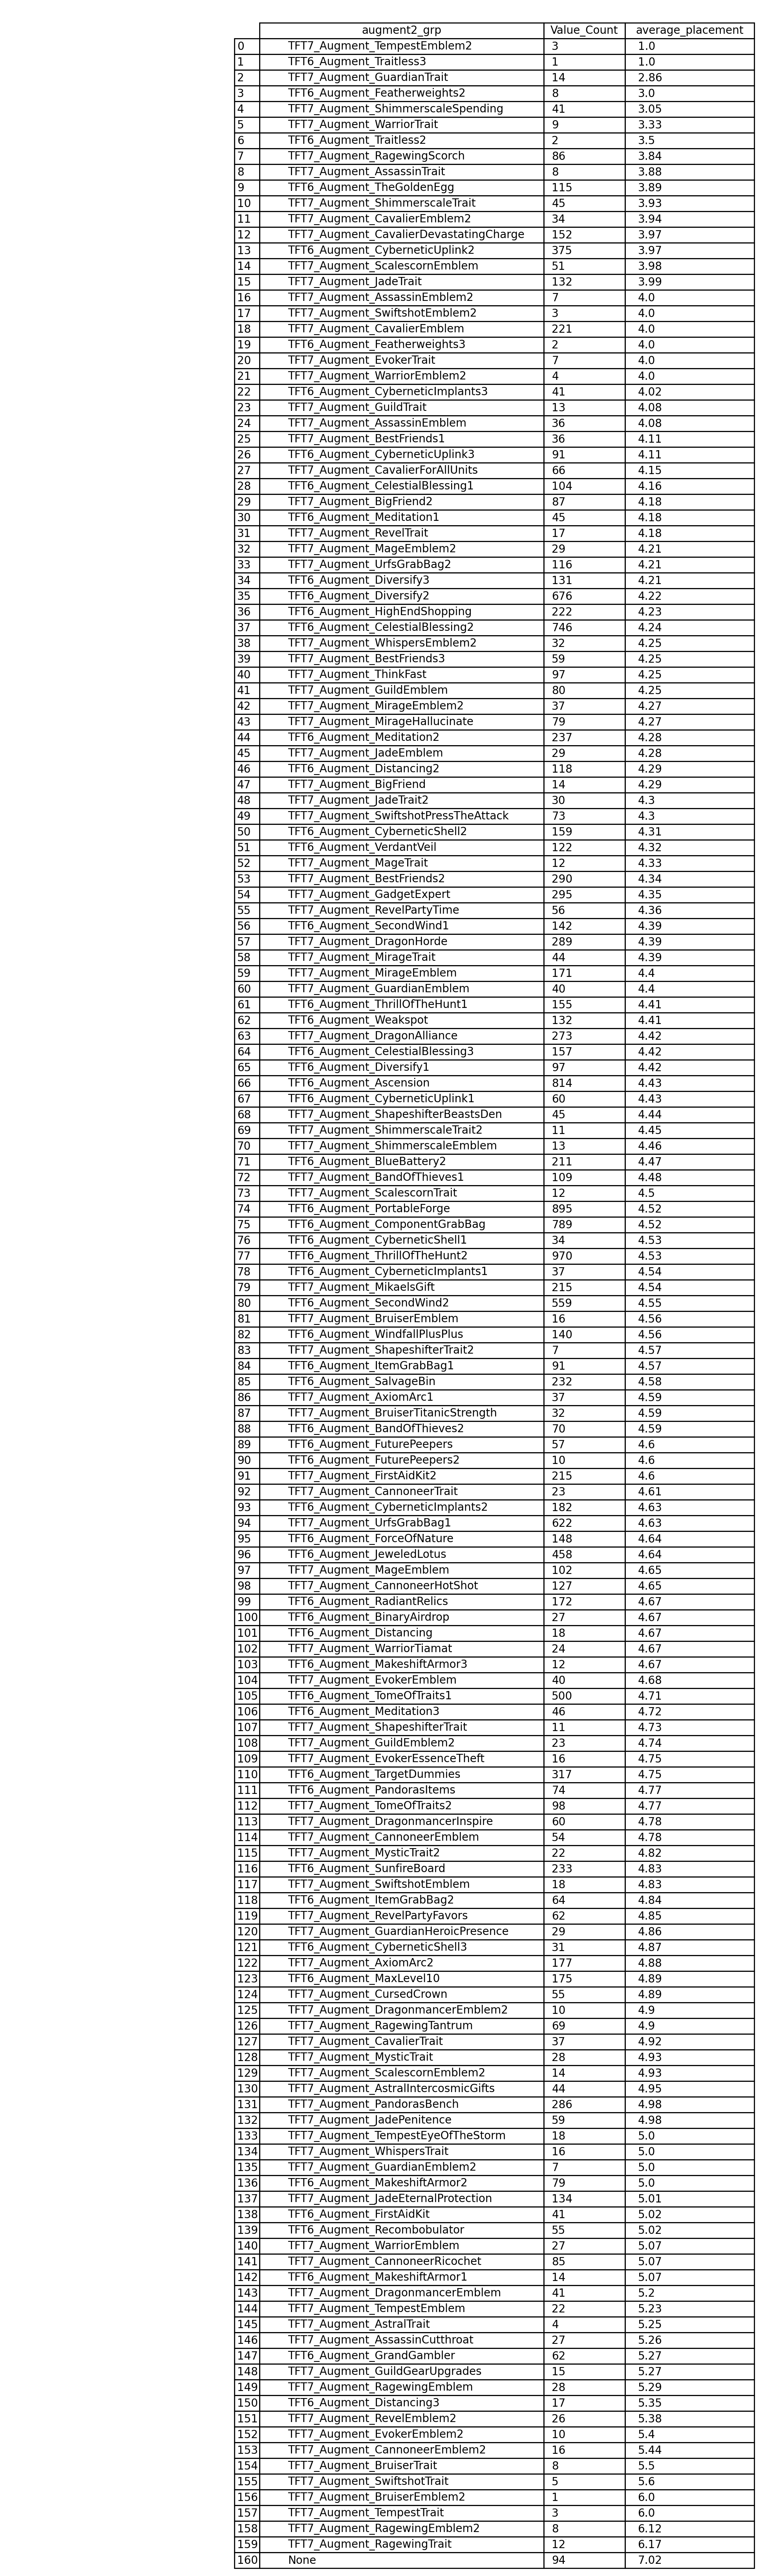 augment2_grp Value_Count average_placement
0 TFT7_Augment_TempestEmblem2 3 1.0
1 TFT6_Augment_Traitless3 1 1.0
2 TFT7_Augment_GuardianTrait 14 2.86
3 TFT6_Augment_Featherweights2 8 3.0
4 TFT7_Augment_ShimmerscaleSpending 41 3.05
5 TFT7_Augment_WarriorTrait 9 3.33
6 TFT6_Augment_Traitless2 2 3.5
7 TFT7_Augment_RagewingScorch 86 3.84
8 TFT7_Augment_AssassinTrait 8 3.88
9 TFT6_Augment_TheGoldenEgg 115 3.89
10 TFT7_Augment_ShimmerscaleTrait 45 3.93
11 TFT7_Augment_CavalierEmblem2 34 3.94
12 TFT7_Augment_CavalierDevastatingCharge 152 3.97
13 TFT6_Augment_CyberneticUplink2 375 3.97
14 TFT7_Augment_ScalescornEmblem 51 3.98
15 TFT7_Augment_JadeTrait 132 3.99
16 TFT7_Augment_AssassinEmblem2 7 4.0
17 TFT7_Augment_SwiftshotEmblem2 3 4.0
18 TFT7_Augment_CavalierEmblem 221 4.0
19 TFT6_Augment_Featherweights3 2 4.0
20 TFT7_Augment_EvokerTrait 7 4.0
21 TFT7_Augment_WarriorEmblem2 4 4.0
22 TFT6_Augment_CyberneticImplants3 41 4.02
23 TFT7_Augment_GuildTrait 13 4.08
24 TFT7_Augment_AssassinEmblem 36 4.08
25 TFT7_Augment_BestFriends1 36 4.11
26 TFT6_Augment_CyberneticUplink3 91 4.11
27 TFT7_Augment_CavalierForAllUnits 66 4.15
28 TFT6_Augment_CelestialBlessing1 104 4.16
29 TFT7_Augment_BigFriend2 87 4.18
30 TFT6_Augment_Meditation1 45 4.18
31 TFT7_Augment_RevelTrait 17 4.18
32 TFT7_Augment_MageEmblem2 29 4.21
33 TFT7_Augment_UrfsGrabBag2 116 4.21
34 TFT6_Augment_Diversify3 131 4.21
35 TFT6_Augment_Diversify2 676 4.22
36 TFT6_Augment_HighEndShopping 222 4.23
37 TFT6_Augment_CelestialBlessing2 746 4.24
38 TFT7_Augment_WhispersEmblem2 32 4.25
39 TFT7_Augment_BestFriends3 59 4.25
40 TFT7_Augment_ThinkFast 97 4.25
41 TFT7_Augment_GuildEmblem 80 4.25
42 TFT7_Augment_MirageEmblem2 37 4.27
43 TFT7_Augment_MirageHallucinate 79 4.27
44 TFT6_Augment_Meditation2 237 4.28
45 TFT7_Augment_JadeEmblem 29 4.28
46 TFT6_Augment_Distancing2 118 4.29
47 TFT7_Augment_BigFriend 14 4.29
48 TFT7_Augment_JadeTrait2 30 4.3
49 TFT7_Augment_SwiftshotPressTheAttack 73 4.3
50 TFT6_Augment_CyberneticShell2 159 4.31
51 TFT6_Augment_VerdantVeil 122 4.32
52 TFT7_Augment_MageTrait 12 4.33
53 TFT7_Augment_BestFriends2 290 4.34
54 TFT7_Augment_GadgetExpert 295 4.35
55 TFT7_Augment_RevelPartyTime 56 4.36
56 TFT6_Augment_SecondWind1 142 4.39
57 TFT7_Augment_DragonHorde 289 4.39
58 TFT7_Augment_MirageTrait 44 4.39
59 TFT7_Augment_MirageEmblem 171 4.4
60 TFT7_Augment_GuardianEmblem 40 4.4
61 TFT6_Augment_ThrillOfTheHunt1 155 4.41
62 TFT6_Augment_Weakspot 132 4.41
63 TFT7_Augment_DragonAlliance 273 4.42
64 TFT6_Augment_CelestialBlessing3 157 4.42
65 TFT6_Augment_Diversify1 97 4.42
66 TFT6_Augment_Ascension 814 4.43
67 TFT6_Augment_CyberneticUplink1 60 4.43
68 TFT7_Augment_ShapeshifterBeastsDen 45 4.44
69 TFT7_Augment_ShimmerscaleTrait2 11 4.45
70 TFT7_Augment_ShimmerscaleEmblem 13 4.46
71 TFT6_Augment_BlueBattery2 211 4.47
72 TFT7_Augment_BandOfThieves1 109 4.48
73 TFT7_Augment_ScalescornTrait 12 4.5
74 TFT6_Augment_PortableForge 895 4.52
75 TFT6_Augment_ComponentGrabBag 789 4.52
76 TFT6_Augment_CyberneticShell1 34 4.53
77 TFT6_Augment_ThrillOfTheHunt2 970 4.53
78 TFT6_Augment_CyberneticImplants1 37 4.54
79 TFT7_Augment_MikaelsGift 215 4.54
80 TFT6_Augment_SecondWind2 559 4.55
81 TFT7_Augment_BruiserEmblem 16 4.56
82 TFT6_Augment_WindfallPlusPlus 140 4.56
83 TFT7_Augment_ShapeshifterTrait2 7 4.57
84 TFT6_Augment_ItemGrabBag1 91 4.57
85 TFT6_Augment_SalvageBin 232 4.58
86 TFT7_Augment_AxiomArc1 37 4.59
87 TFT7_Augment_BruiserTitanicStrength 32 4.59
88 TFT6_Augment_BandOfThieves2 70 4.59
89 TFT6_Augment_FuturePeepers 57 4.6
90 TFT6_Augment_FuturePeepers2 10 4.6
91 TFT7_Augment_FirstAidKit2 215 4.6
92 TFT7_Augment_CannoneerTrait 23 4.61
93 TFT6_Augment_CyberneticImplants2 182 4.63
94 TFT7_Augment_UrfsGrabBag1 622 4.63
95 TFT6_Augment_ForceOfNature 148 4.64
96 TFT6_Augment_JeweledLotus 458 4.64
97 TFT7_Augment_MageEmblem 102 4.65
98 TFT7_Augment_CannoneerHotShot 127 4.65
99 TFT6_Augment_RadiantRelics 172 4.67
100 TFT6_Augment_BinaryAirdrop 27 4.67
101 TFT6_Augment_Distancing 18 4.67
102 TFT7_Augment_WarriorTiamat 24 4.67
103 TFT6_Augment_MakeshiftArmor3 12 4.67
104 TFT7_Augment_EvokerEmblem 40 4.68
105 TFT6_Augment_TomeOfTraits1 500 4.71
106 TFT6_Augment_Meditation3 46 4.72
107 TFT7_Augment_ShapeshifterTrait 11 4.73
108 TFT7_Augment_GuildEmblem2 23 4.74
109 TFT7_Augment_EvokerEssenceTheft 16 4.75
110 TFT6_Augment_TargetDummies 317 4.75
111 TFT6_Augment_PandorasItems 74 4.77
112 TFT7_Augment_TomeOfTraits2 98 4.77
113 TFT7_Augment_DragonmancerInspire 60 4.78
114 TFT7_Augment_CannoneerEmblem 54 4.78
115 TFT7_Augment_MysticTrait2 22 4.82
116 TFT6_Augment_SunfireBoard 233 4.83
117 TFT7_Augment_SwiftshotEmblem 18 4.83
118 TFT6_Augment_ItemGrabBag2 64 4.84
119 TFT7_Augment_RevelPartyFavors 62 4.85
120 TFT7_Augment_GuardianHeroicPresence 29 4.86
121 TFT6_Augment_CyberneticShell3 31 4.87
122 TFT7_Augment_AxiomArc2 177 4.88
123 TFT6_Augment_MaxLevel10 175 4.89
124 TFT7_Augment_CursedCrown 55 4.89
125 TFT7_Augment_DragonmancerEmblem2 10 4.9
126 TFT7_Augment_RagewingTantrum 69 4.9
127 TFT7_Augment_CavalierTrait 37 4.92
128 TFT7_Augment_MysticTrait 28 4.93
129 TFT7_Augment_ScalescornEmblem2 14 4.93
130 TFT7_Augment_AstralIntercosmicGifts 44 4.95
131 TFT7_Augment_PandorasBench 286 4.98
132 TFT7_Augment_JadePenitence 59 4.98
133 TFT7_Augment_TempestEyeOfTheStorm 18 5.0
134 TFT7_Augment_WhispersTrait 16 5.0
135 TFT7_Augment_GuardianEmblem2 7 5.0
136 TFT6_Augment_MakeshiftArmor2 79 5.0
137 TFT7_Augment_JadeEternalProtection 134 5.01
138 TFT6_Augment_FirstAidKit 41 5.02
139 TFT6_Augment_Recombobulator 55 5.02
140 TFT7_Augment_WarriorEmblem 27 5.07
141 TFT7_Augment_CannoneerRicochet 85 5.07
142 TFT6_Augment_MakeshiftArmor1 14 5.07
143 TFT7_Augment_DragonmancerEmblem 41 5.2
144 TFT7_Augment_TempestEmblem 22 5.23
145 TFT7_Augment_AstralTrait 4 5.25
146 TFT7_Augment_AssassinCutthroat 27 5.26
147 TFT6_Augment_GrandGambler 62 5.27
148 TFT7_Augment_GuildGearUpgrades 15 5.27
149 TFT7_Augment_RagewingEmblem 28 5.29
150 TFT6_Augment_Distancing3 17 5.35
151 TFT7_Augment_RevelEmblem2 26 5.38
152 TFT7_Augment_EvokerEmblem2 10 5.4
153 TFT7_Augment_CannoneerEmblem2 16 5.44
154 TFT7_Augment_BruiserTrait 8 5.5
155 TFT7_Augment_SwiftshotTrait 5 5.6
156 TFT7_Augment_BruiserEmblem2 1 6.0
157 TFT7_Augment_TempestTrait 3 6.0
158 TFT7_Augment_RagewingEmblem2 8 6.12
159 TFT7_Augment_RagewingTrait 12 6.17
160 None 94 7.02